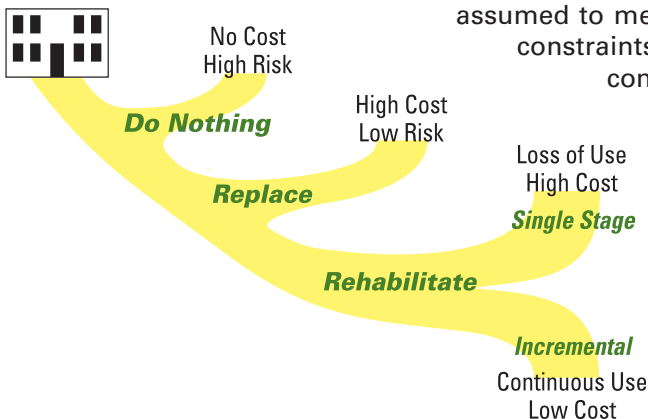 assumed to me
constraints
con
No Cost
High Risk
Do Nothing
High Cost
Low Risk
Replace
Loss of Use
High Cost
Single Stage
Rehabilitate
Incremental
Continuous Use
Low Cost